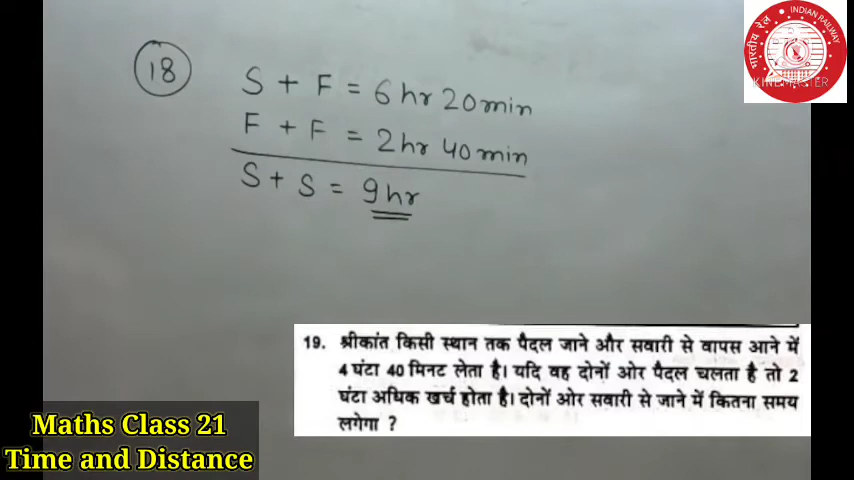 भारतीय रेल
INDIAN RAILWAY
KINEMASTER
18
S + F = 6 hr 20 min
F + F = 2 hr 40 min
S + S = 9 hr
19. श्रीकांत किसी स्थान तक पैदल जाने और सवारी से वापस आने में
4 घंटा 40 मिनट लेता है। यदि वह दोनों ओर पैदल चलता है तो 2
घंटा अधिक खर्च होता है। दोनों ओर सवारी से जाने में कितना समय
लगेगा ?
Maths Class 21
Time and Distance